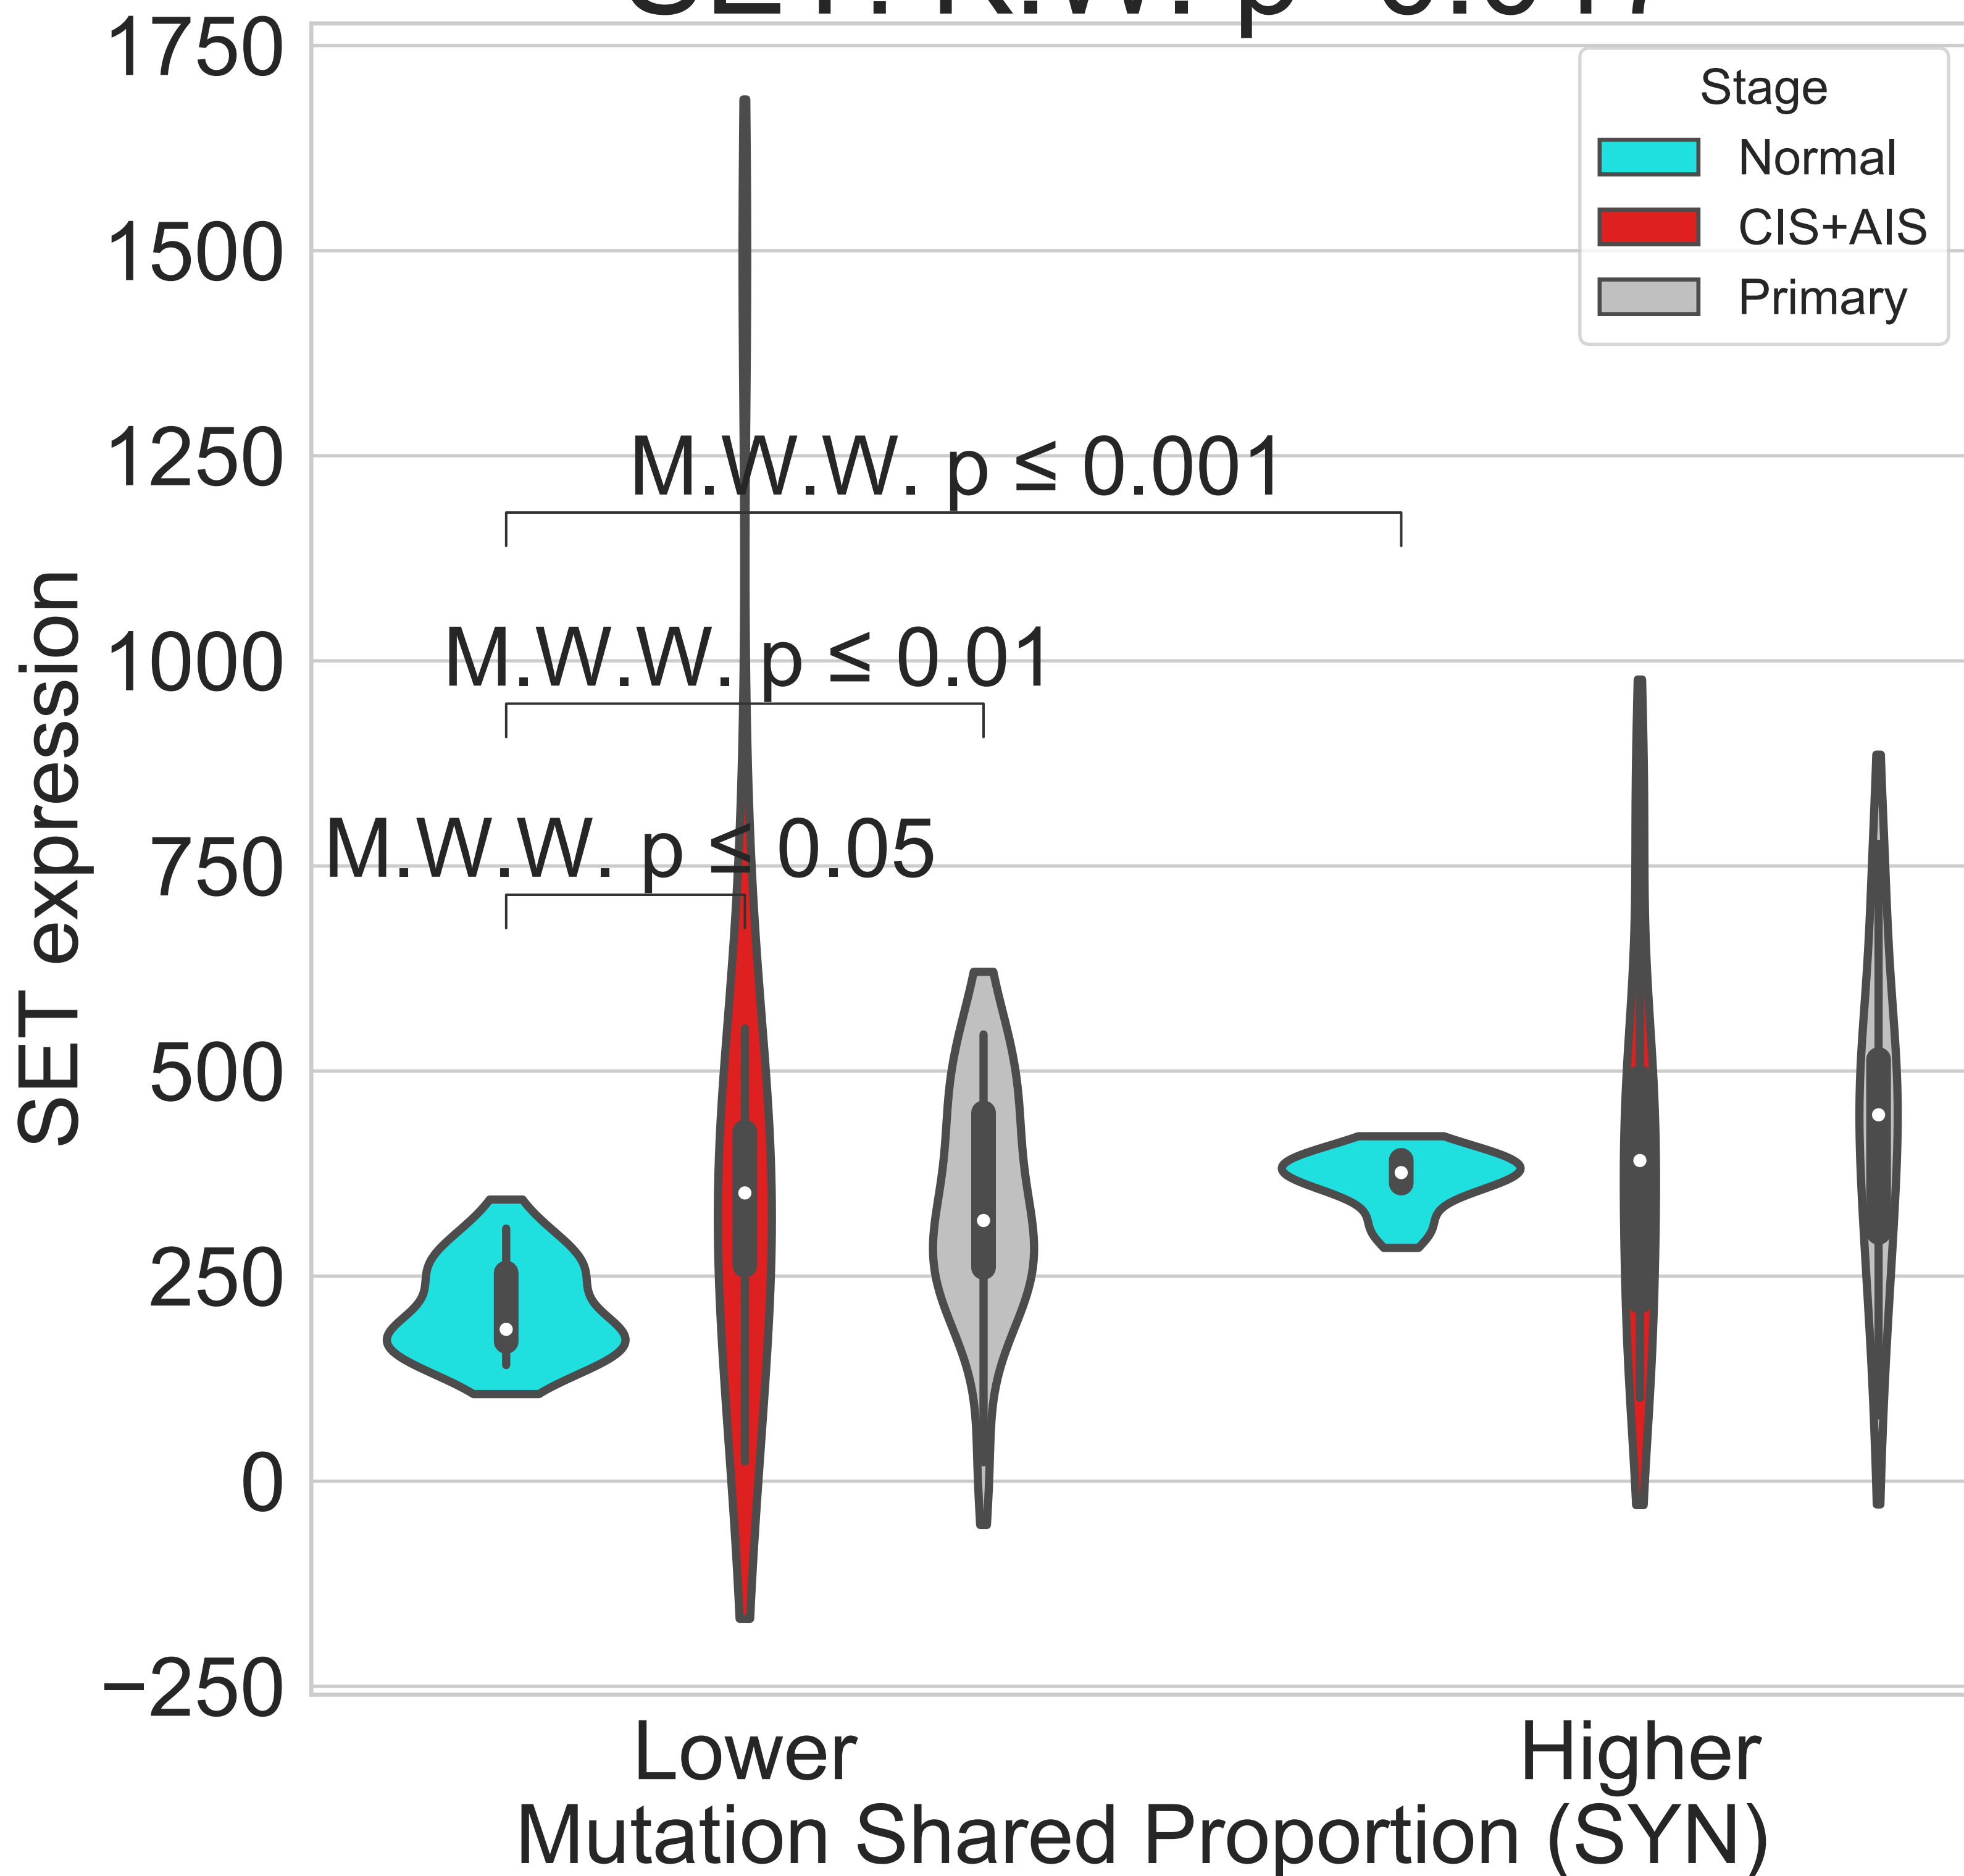 1750
1500
1250
1000
750
500
250
0
−250
SET expression
Stage
Normal
CIS+AIS
Primary
M.W.W. p ≤ 0.001
M.W.W. p ≤ 0.01
M.W.W. p ≤ 0.05
Lower
Higher
Mutation Shared Proportion (SYN)